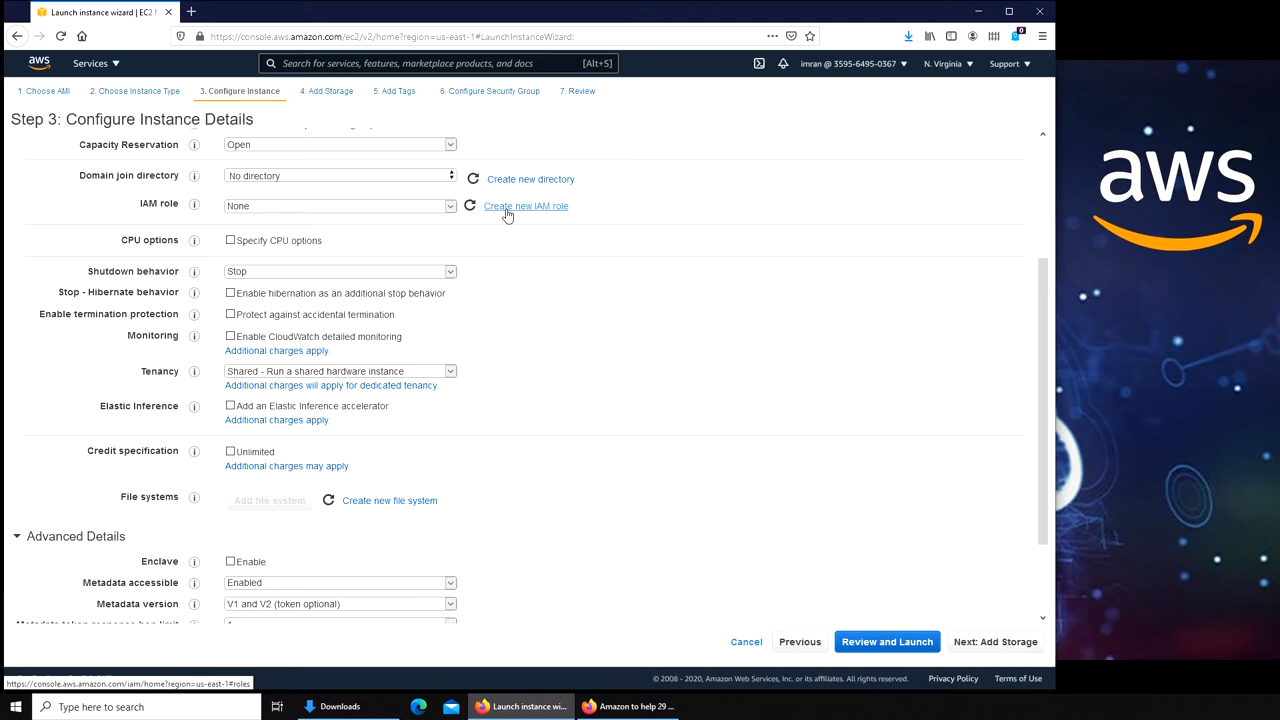 Launch instance wizard | EC2 M
https://console.aws.amazon.com/ec2/v2/home?region=us-east-1#LaunchInstanceWizard:
aws
Services
Search for services, features, marketplace products, and docs
[Alt+S]
imran @ 3595-6495-0367
N. Virginia
Support
1. Choose AMI
2. Choose Instance Type
3. Configure Instance
4. Add Storage
5. Add Tags
6. Configure Security Group
7. Review
Step 3: Configure Instance Details
Capacity Reservation
Open
Domain join directory
No directory
Create new directory
IAM role
None
Create new IAM role
CPU options
Specify CPU options
Shutdown behavior
Stop
Stop - Hibernate behavior
Enable hibernation as an additional stop behavior
Enable termination protection
Protect against accidental termination
Monitoring
Enable CloudWatch detailed monitoring
Additional charges apply.
Tenancy
Shared - Run a shared hardware instance
Additional charges will apply for dedicated tenancy.
Elastic Inference
Add an Elastic Inference accelerator
Additional charges apply.
Credit specification
Unlimited
Additional charges may apply
File systems
Add file system
Create new file system
Advanced Details
Enclave
Enable
Metadata accessible
Enabled
Metadata version
V1 and V2 (token optional)
Cancel
Previous
Review and Launch
Next: Add Storage
https://console.aws.amazon.com/iam/home?region=us-east-1#roles
© 2008 - 2020, Amazon Web Services, Inc. or its affiliates. All rights reserved.
Privacy Policy
Terms of Use
Type here to search
Downloads
Launch instance wi...
Amazon to help 29 ...
aws